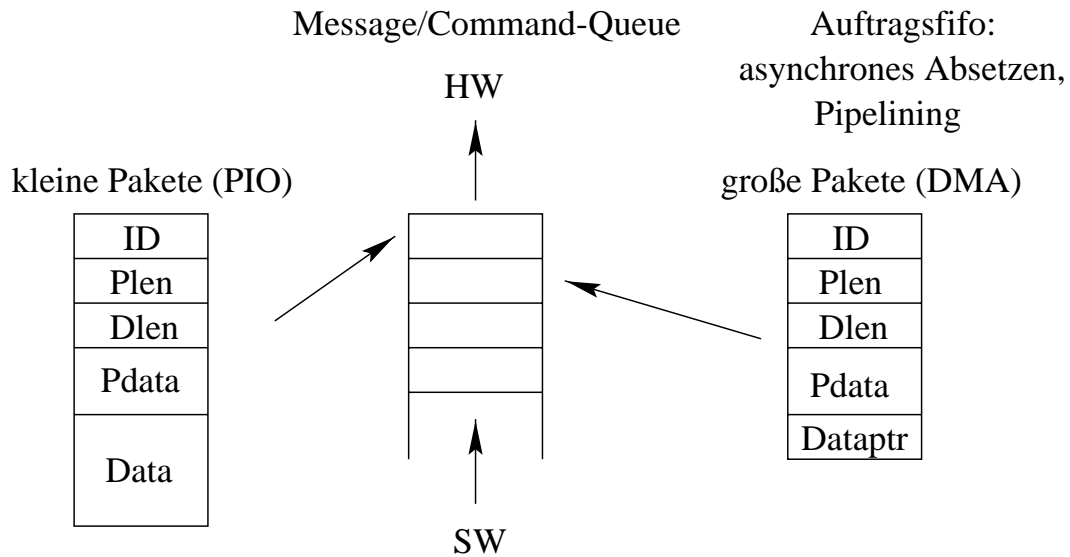 Message/Command-Queue
Auftragsfifo:
asynchrones Absetzen,
Pipelining
HW
kleine Pakete (PIO)
große Pakete (DMA)
ID
Plen
Dlen
Pdata
Data
ID
Plen
Dlen
Pdata
Dataptr
SW